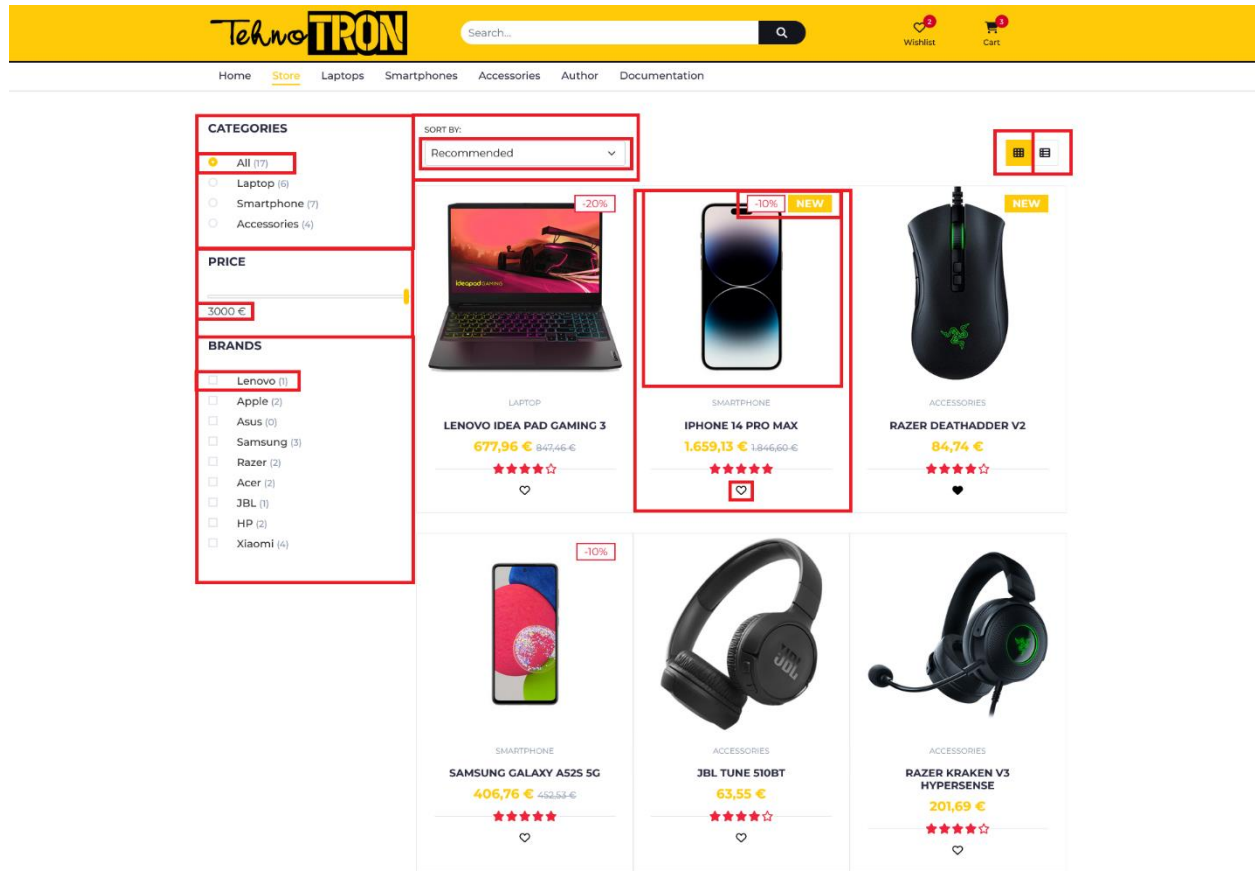 Tehno TRON
Search...
2
Wishlist
3
Cart
Home Store Laptops Smartphones Accessories Author Documentation
CATEGORIES
All (17)
Laptop (6)
Smartphone (7)
Accessories (4)
PRICE
3000 €
BRANDS
Lenovo (1)
Apple (2)
Asus (0)
Samsung (3)
Razer (2)
Acer (2)
JBL (1)
HP (2)
Xiaomi (4)
SORT BY:
Recommended
-20%
ideapad GAMING
LAPTOP
LENOVO IDEA PAD GAMING 3
677,96 € 847,46 €
-10% NEW
SMARTPHONE
IPHONE 14 PRO MAX
1.659,13 € 1.846,60 €
NEW
ACCESSORIES
RAZER DEATHADDER V2
84,74 €
-10%
SMARTPHONE
SAMSUNG GALAXY A52S 5G
406,76 € 452,53 €
JBL
ACCESSORIES
JBL TUNE 510BT
63,55 €
ACCESSORIES
RAZER KRAKEN V3
HYPERSENSE
201,69 €